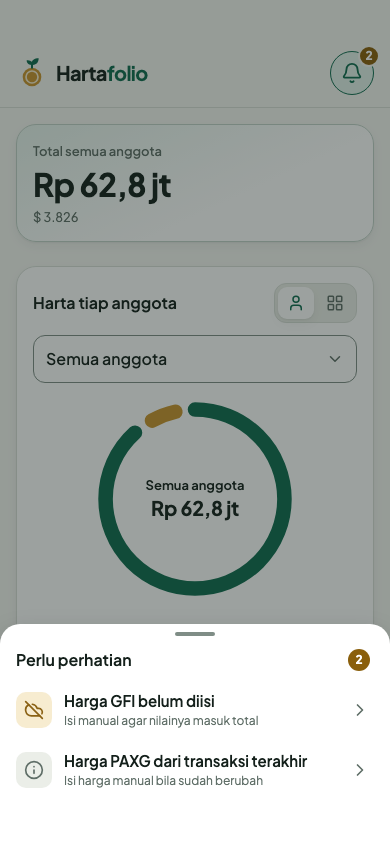 Hartafolio
2
Total semua anggota
Rp 62,8 jt
$ 3.826
Harta tiap anggota
Semua anggota
Semua anggota
Rp 62,8 jt
Perlu perhatian
2
Harga GFI belum diisi
Isi manual agar nilainya masuk total
Harga PAXG dari transaksi terakhir
Isi harga manual bila sudah berubah